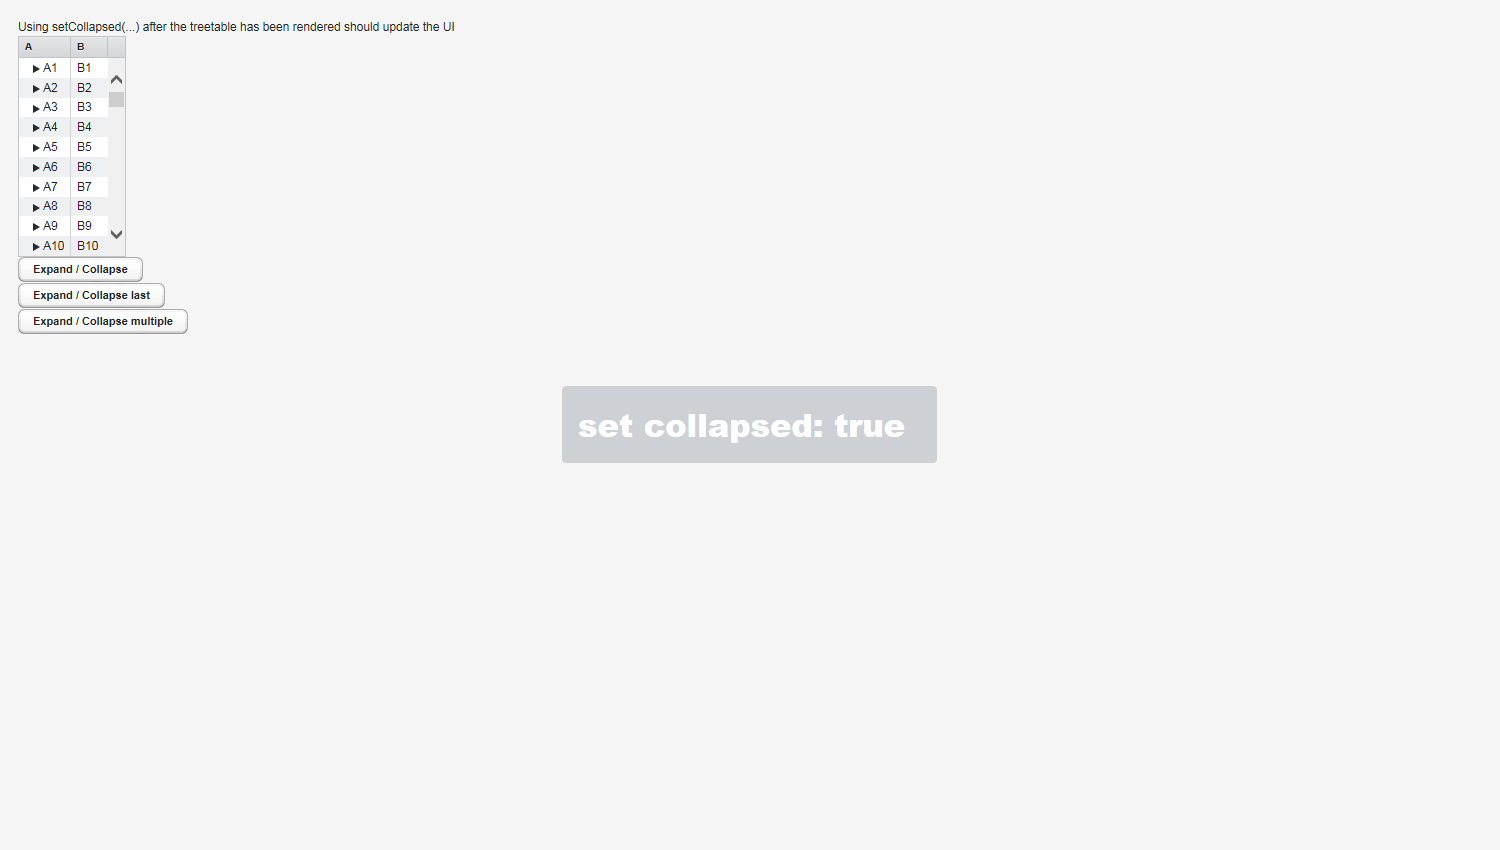 Using setCollapsed(...) after the treetable has been rendered should update the UI
A B
A1 B1
A2 B2
A3 B3
A4 B4
A5 B5
A6 B6
A7 B7
A8 B8
A9 B9
A10 B10
Expand / Collapse
Expand / Collapse last
Expand / Collapse multiple
set collapsed: true